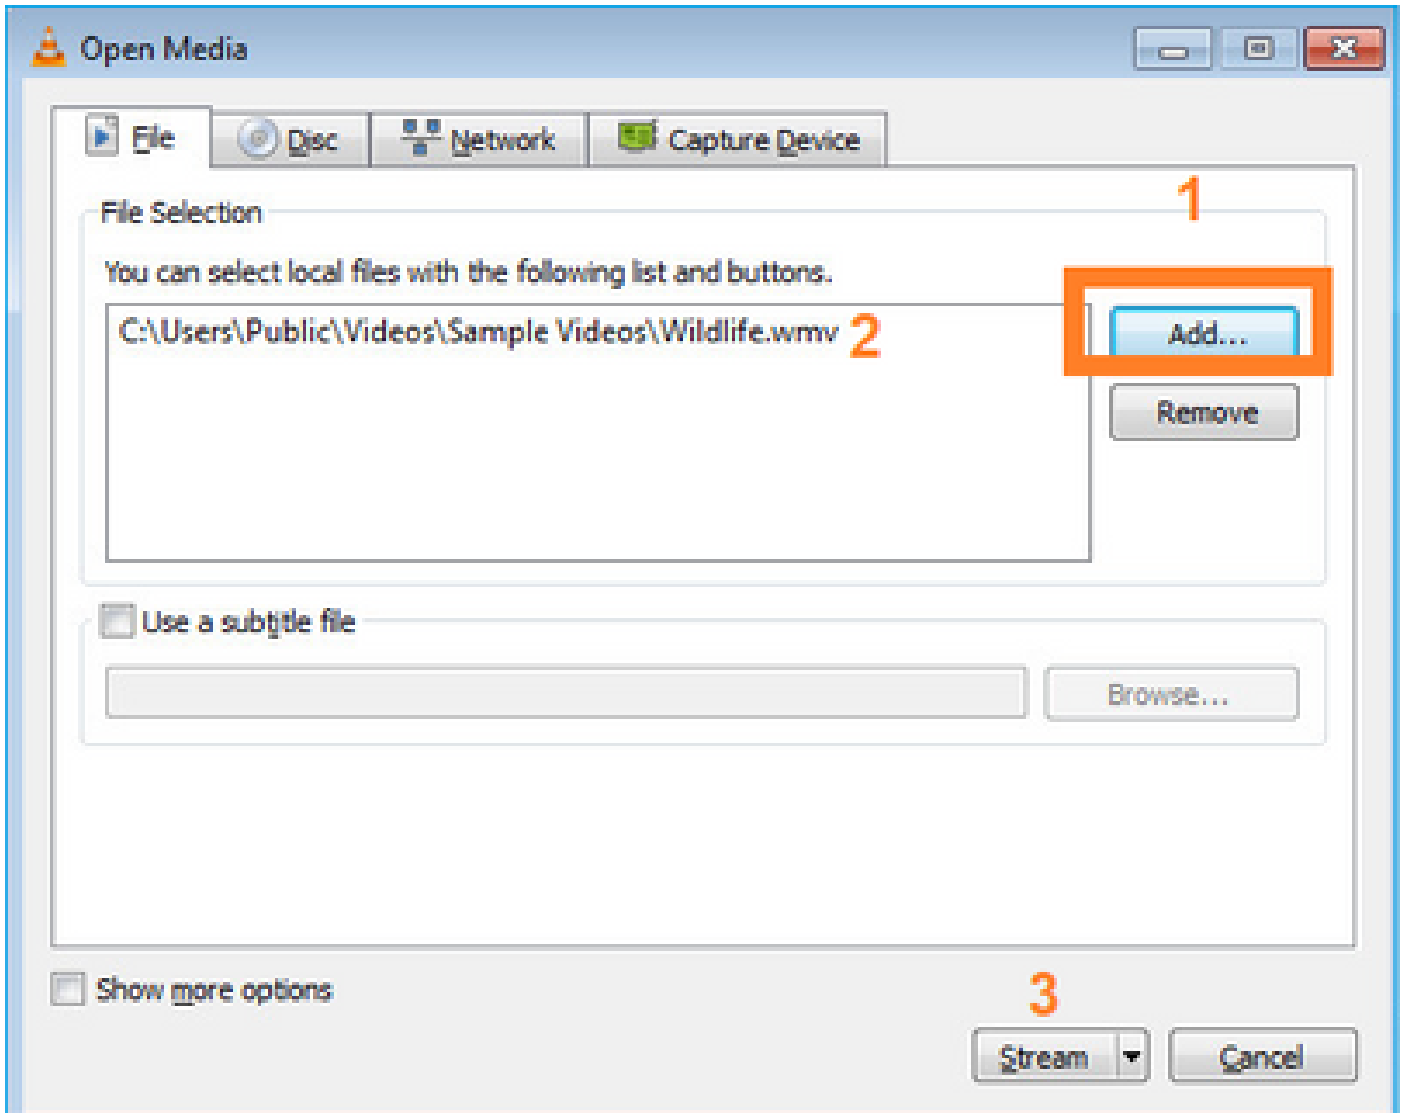 Open Media
File Disc Network Capture Device
1
File Selection
You can select local files with the following list and buttons.
C:\Users\Public\Videos\Sample Videos\Wildlife.wmv 2 Add...
Remove
Use a subtitle file
Browse...
Show more options
3
Stream Cancel